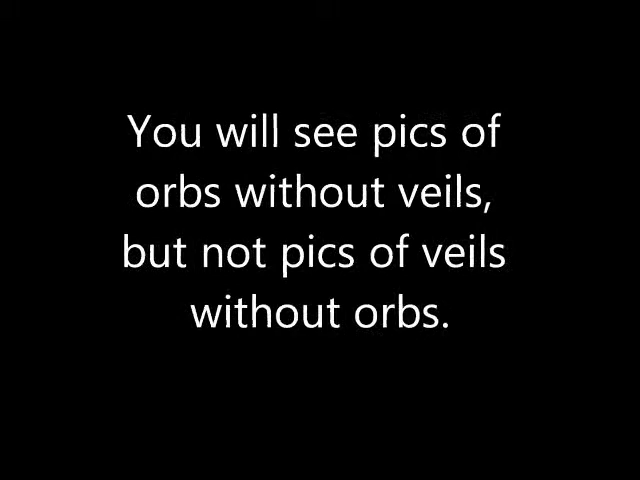 You will see pics of
orbs without veils,
but not pics of veils
without orbs.